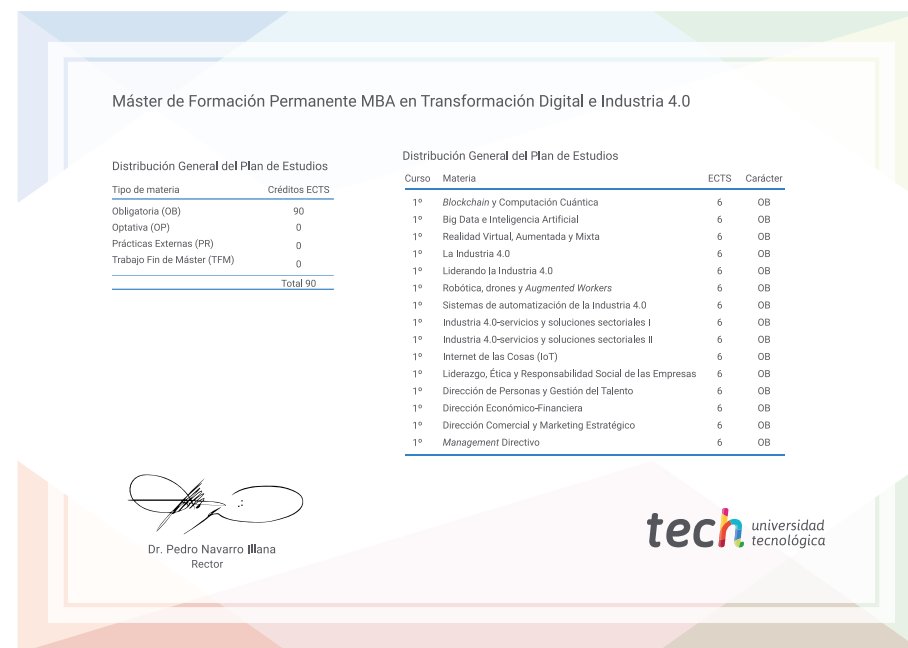 Máster de Formación Permanente MBA en Transformación Digital e Industria 4.0
Distribución General del Plan de Estudios
Tipo de materia Créditos ECTS
Obligatoria (OB) 90
Optativa (OP) 0
Prácticas Externas (PR) 0
Trabajo Fin de Máster (TFM) 0
Total 90
Distribución General del Plan de Estudios
Curso Materia ECTS Carácter
1º Blockchain y Computación Cuántica 6 OB
1º Big Data e Inteligencia Artificial 6 OB
1º Realidad Virtual, Aumentada y Mixta 6 OB
1º La Industria 4.0 6 OB
1º Liderando la Industria 4.0 6 OB
1º Robótica, drones y Augmented Workers 6 OB
1º Sistemas de automatización de la Industria 4.0 6 OB
1º Industria 4.0-servicios y soluciones sectoriales I 6 OB
1º Industria 4.0-servicios y soluciones sectoriales II 6 OB
1º Internet de las Cosas (IoT) 6 OB
1º Liderazgo, Ética y Responsabilidad Social de las Empresas 6 OB
1º Dirección de Personas y Gestión del Talento 6 OB
1º Dirección Económico-Financiera 6 OB
1º Dirección Comercial y Marketing Estratégico 6 OB
1º Management Directivo 6 OB
Dr. Pedro Navarro Illana
Rector
tech universidad
tecnológica